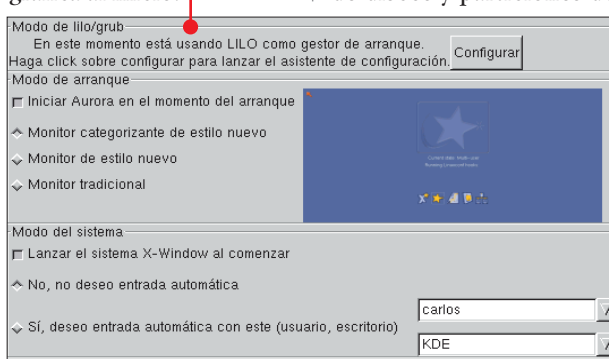 Modo de lilo/grub
En este momento está usando LILO como gestor de arranque.
Haga click sobre configurar para lanzar el asistente de configuración.
Configurar
Modo de arranque
Iniciar Aurora en el momento del arranque
Monitor categorizante de estilo nuevo
Monitor de estilo nuevo
Monitor tradicional
Modo del sistema
Lanzar el sistema X-Window al comenzar
No, no deseo entrada automática
Sí, deseo entrada automática con este (usuario, escritorio)
carlos
KDE